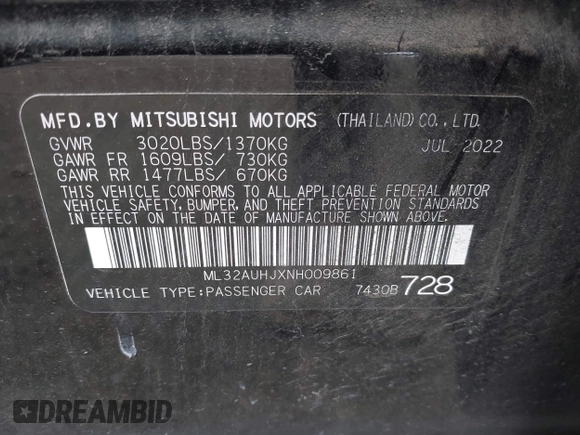 MFD.BY MITSUBISHI MOTORS (THAILAND)CO.,LTD.
GVWR 3020LBS/1370KG JUL 2022
GAWR FR 1609LBS/ 730KG
GAWR RR 1477LBS/ 670KG
THIS VEHICLE CONFORMS TO ALL APPLICABLE FEDERAL MOTOR
VEHICLE SAFETY, BUMPER, AND THEFT PREVENTION STANDARDS
IN EFFECT ON THE DATE OF MANUFACTURE SHOWN ABOVE.
ML32AUHJXNH009861
VEHICLE TYPE:PASSENGER CAR 7430B 728
DREAMBID